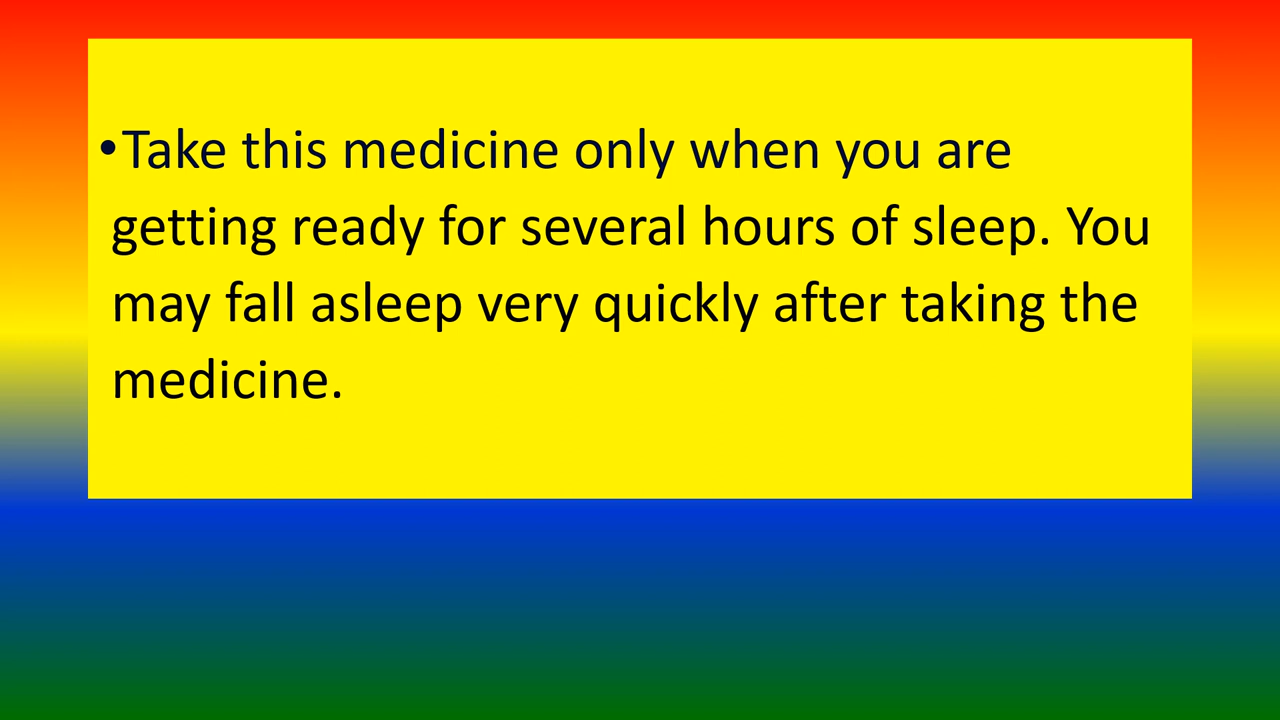 •Take this medicine only when you are
getting ready for several hours of sleep. You
may fall asleep very quickly after taking the
medicine.